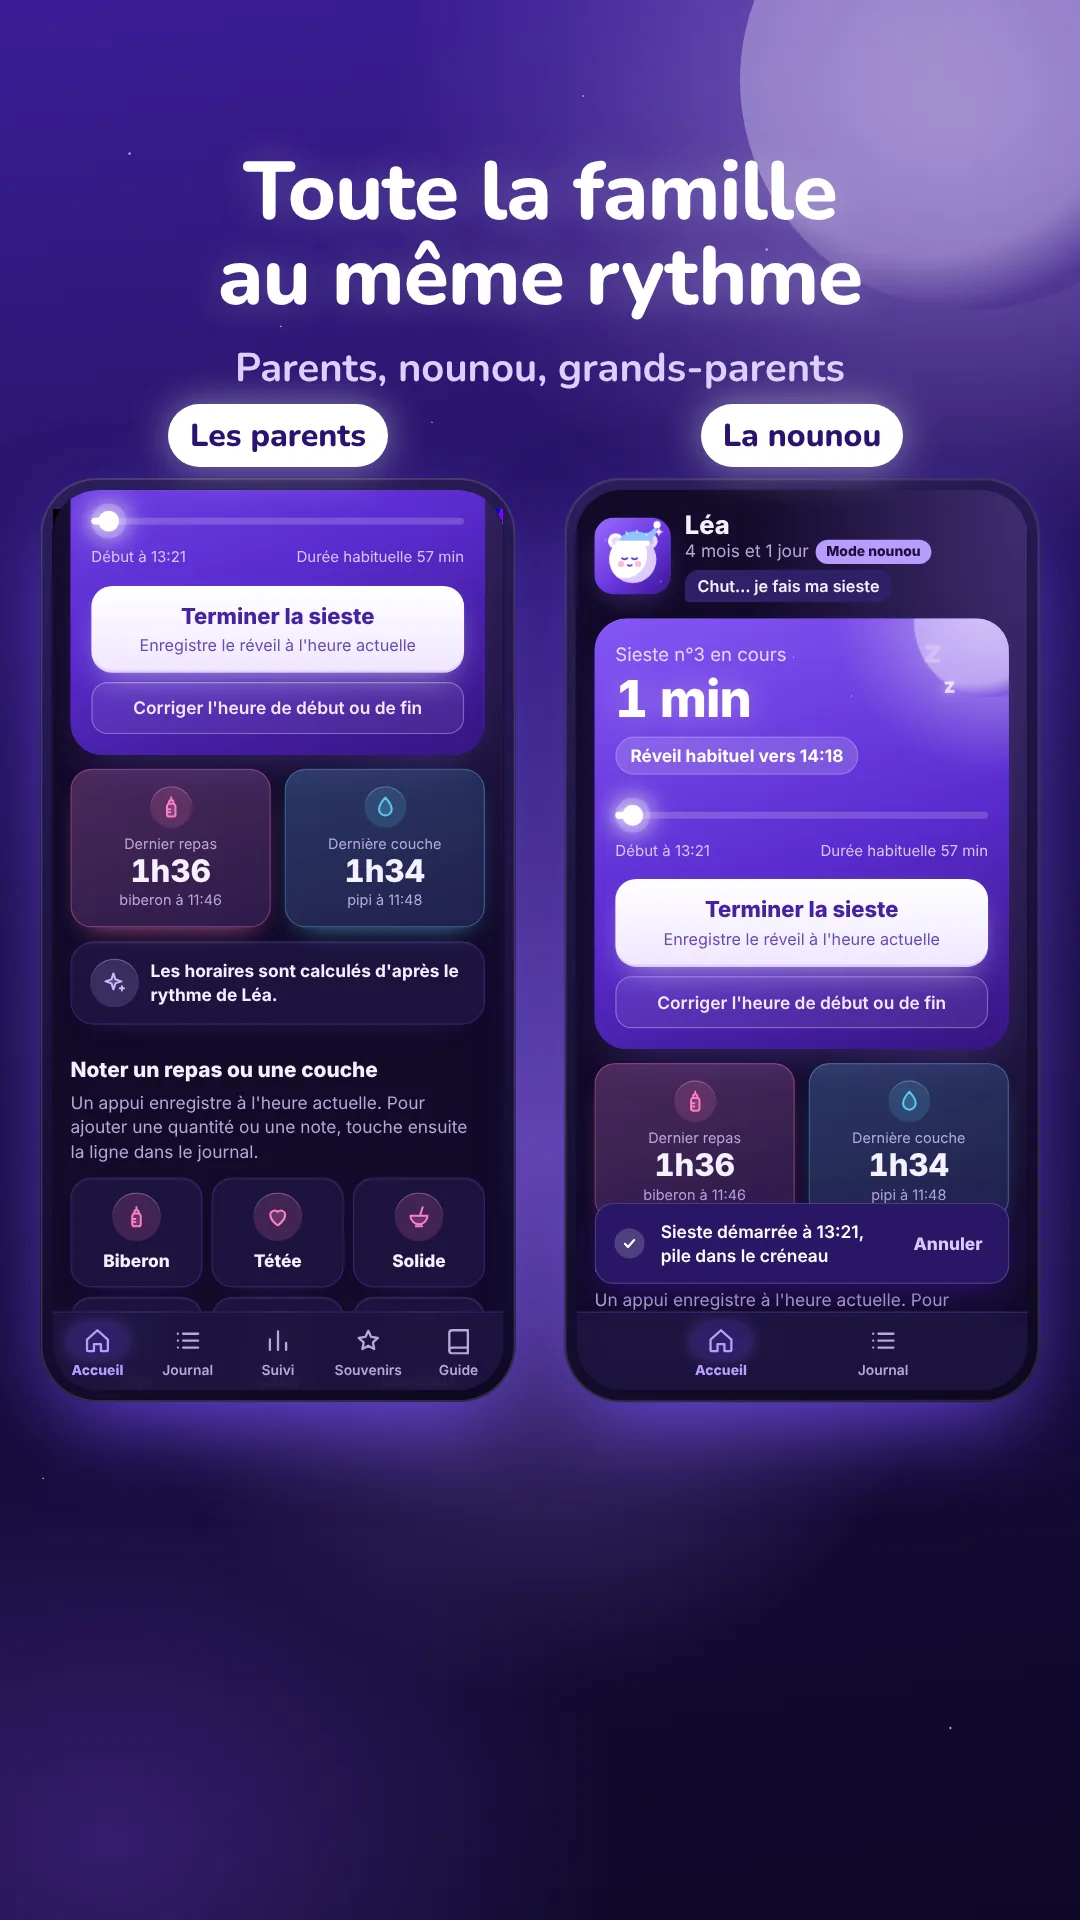 Toute la famille
au même rythme
Parents, nounou, grands-parents
Les parents
Début à 13:21
Durée habituelle 57 min
Terminer la sieste
Enregistre le réveil à l'heure actuelle
Corriger l'heure de début ou de fin
Dernier repas
1h36
biberon à 11:46
Dernière couche
1h34
pipi à 11:48
Les horaires sont calculés d'après le
rythme de Léa.
Noter un repas ou une couche
Un appui enregistre à l'heure actuelle. Pour
ajouter une quantité ou une note, touche ensuite
la ligne dans le journal.
Biberon
Tétée
Solide
Accueil
Journal
Suivi
Souvenirs
Guide
La nounou
Léa
4 mois et 1 jour
Mode nounou
Chut... je fais ma sieste
Sieste n°3 en cours
z
z
1 min
Réveil habituel vers 14:18
Début à 13:21
Durée habituelle 57 min
Terminer la sieste
Enregistre le réveil à l'heure actuelle
Corriger l'heure de début ou de fin
Dernier repas
1h36
biberon à 11:46
Dernière couche
1h34
pipi à 11:48
Sieste démarrée à 13:21,
pile dans le créneau
Annuler
Un appui enregistre à l'heure actuelle. Pour
Accueil
Journal